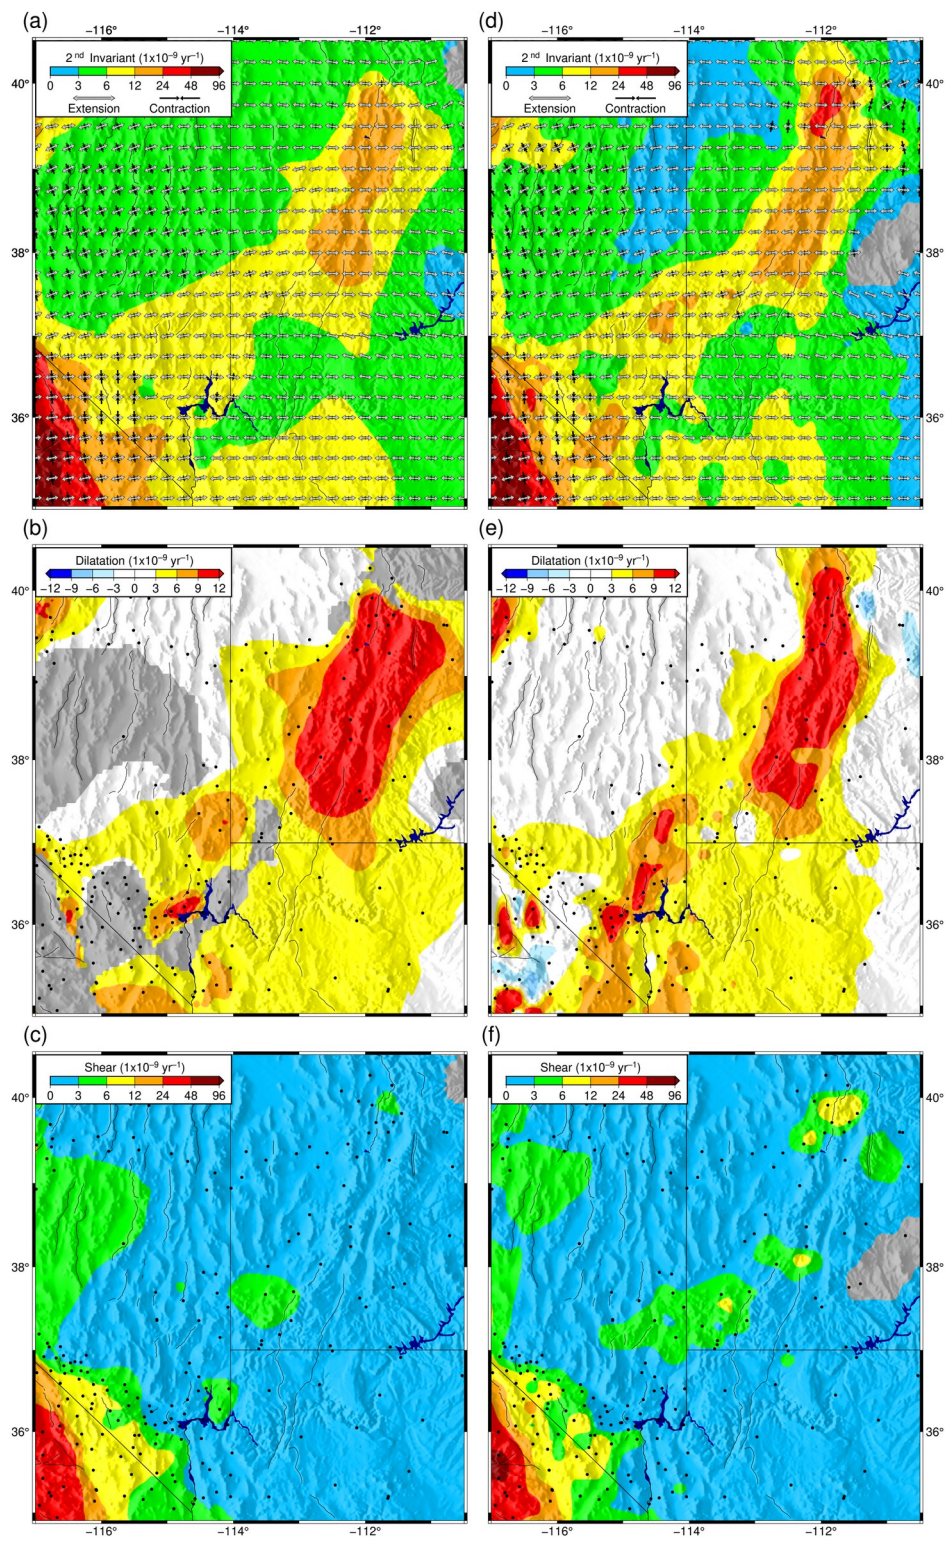 (a)
(d)
−116° −114° −112°
−116° −114° −112°
2nd Invariant (1x10−9 yr−1)
0 3 6 12 24 48 96
Extension Contraction
2nd Invariant (1x10−9 yr−1)
0 3 6 12 24 48 96
Extension Contraction
40° 40°
38° 38°
36° 36°
(b)
(e)
Dilatation (1x10−9 yr−1)
−12 −9 −6 −3 0 3 6 9 12
Dilatation (1x10−9 yr−1)
−12 −9 −6 −3 0 3 6 9 12
40° 40°
38° 38°
36° 36°
(c)
(f)
Shear (1x10−9 yr−1)
0 3 6 12 24 48 96
Shear (1x10−9 yr−1)
0 3 6 12 24 48 96
40° 40°
38° 38°
36° 36°
−116° −114° −112°
−116° −114° −112°